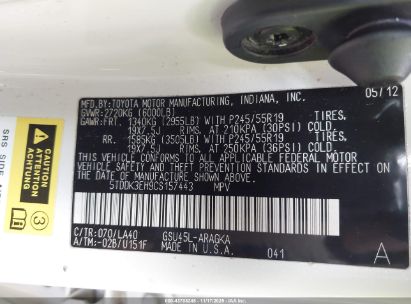 05/12
MFD.BY:TOYOTA MOTOR MANUFACTURING, INDIANA, INC.
GVWR:2720KG (6000LB)
GAWR:FRT. 1340KG (2955LB) WITH P245/55R19 TIRES,
19X7.5J RIMS, AT 210KPA (30PSI) COLD.
RR. 1585KG (3505LB) WITH P245/55R19 TIRES,
19X7.5J RIMS, AT 250KPA (36PSI) COLD.
THIS VEHICLE CONFORMS TO ALL APPLICABLE FEDERAL MOTOR
VEHICLE SAFETY, AND THEFT PREVENTION STANDARDS IN EFFECT ON
THE DATE OF MANUFACTURE SHOWN ABOVE.
5TDDK3EH9CS157443 MPV
C/TR:070/LA40 GSU45L-ARAGKA
A/TM:-02B/U151F MADE IN U.S.A. 041
A
SRS SIDE
3